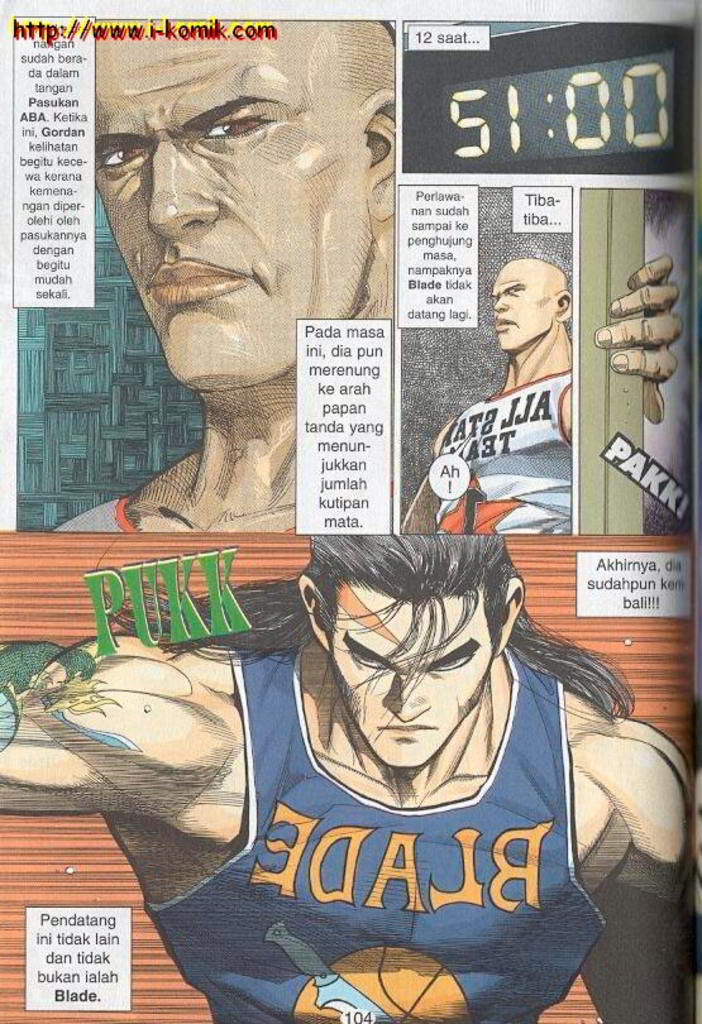 http://www.i-komik.com
nangan
sudah bera-
da dalam
tangan
Pasukan
ABA. Ketika
ini, Gordan
kelihatan
begitu kece-
wa kerana
kemena-
ngan diper-
olehi oleh
pasukannya
dengan
begitu
mudah
sekali.
Pada masa
ini, dia pun
merenung
ke arah
papan
tanda yang
menun-
jukkan
jumlah
kutipan
mata.
12 saat...
51:00
Perlawa-
nan sudah
sampai ke
penghujung
masa,
nampaknya
Blade tidak
akan
datang lagi.
Tiba-
tiba...
ALL STAR
TEAM
Ah
!
PAKK!
PUKK
Akhirnya, dia
sudahpun kem
bali!!!
BLADE
Pendatang
ini tidak lain
dan tidak
bukan ialah
Blade.
104